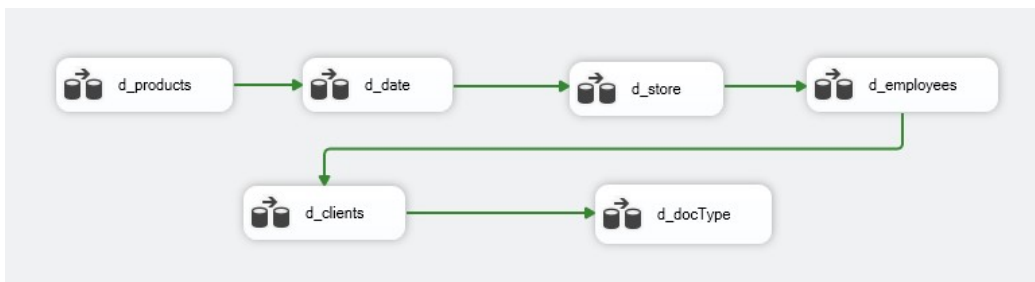 d_products
d_date
d_store
d_employees
d_clients
d_docType